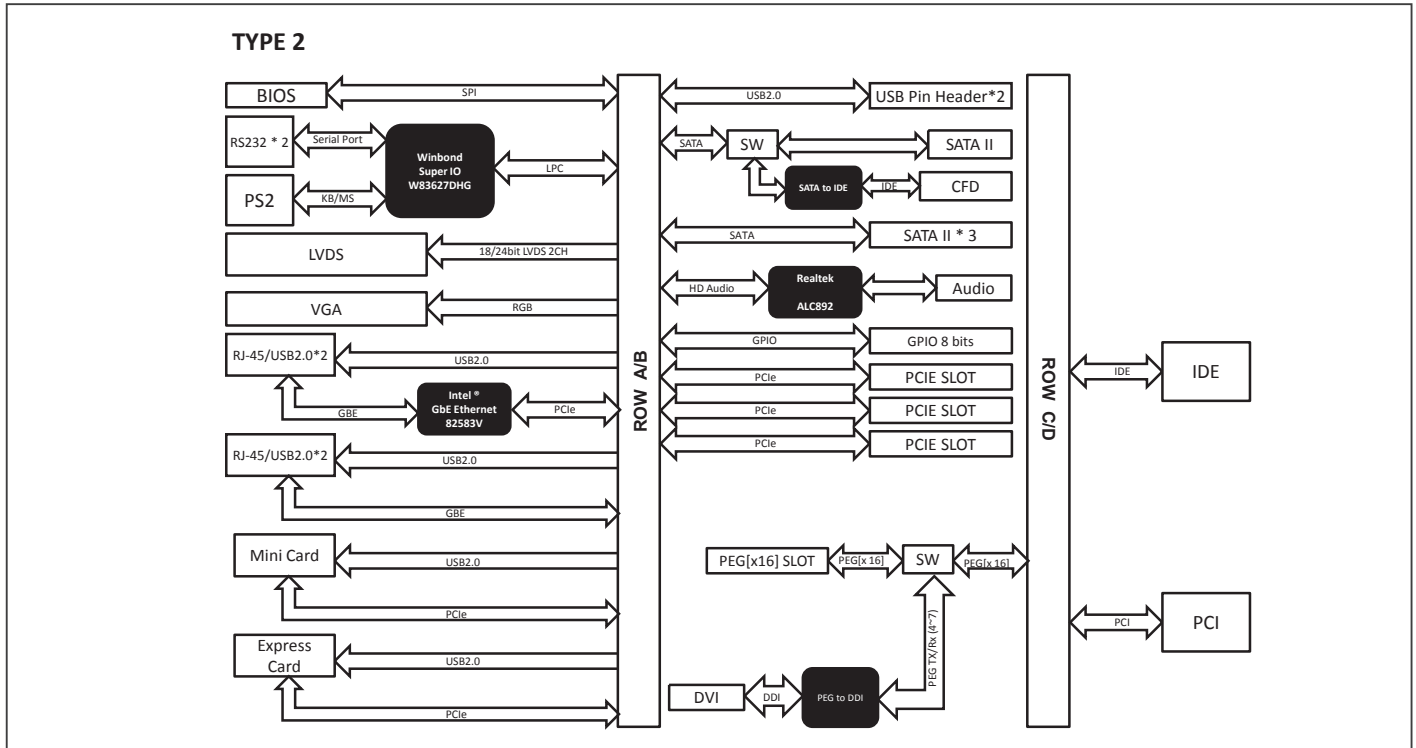 TYPE 2
BIOS
SPI
RS232 * 2
Serial Port
Winbond
Super IO
W83627DHG
LPC
PS2
KB/MS
LVDS
18/24bit LVDS 2CH
VGA
RGB
RJ-45/USB2.0*2
USB2.0
GBE
Intel ®
GbE Ethernet
82583V
PCIe
RJ-45/USB2.0*2
USB2.0
GBE
Mini Card
USB2.0
PCIe
Express
Card
USB2.0
PCIe
ROW A/B
USB2.0
USB Pin Header*2
SATA
SW
SATA II
SATA to IDE
IDE
CFD
SATA
SATA II * 3
HD Audio
Realtek
ALC892
Audio
GPIO
GPIO 8 bits
PCIe
PCIE SLOT
PCIe
PCIE SLOT
PCIe
PCIE SLOT
PEG[x16] SLOT
PEG[x 16]
SW
PEG[x 16]
PEG TX/Rx (4~7)
DVI
DDI
PEG to DDI
ROW C/D
IDE
IDE
PCI
PCI